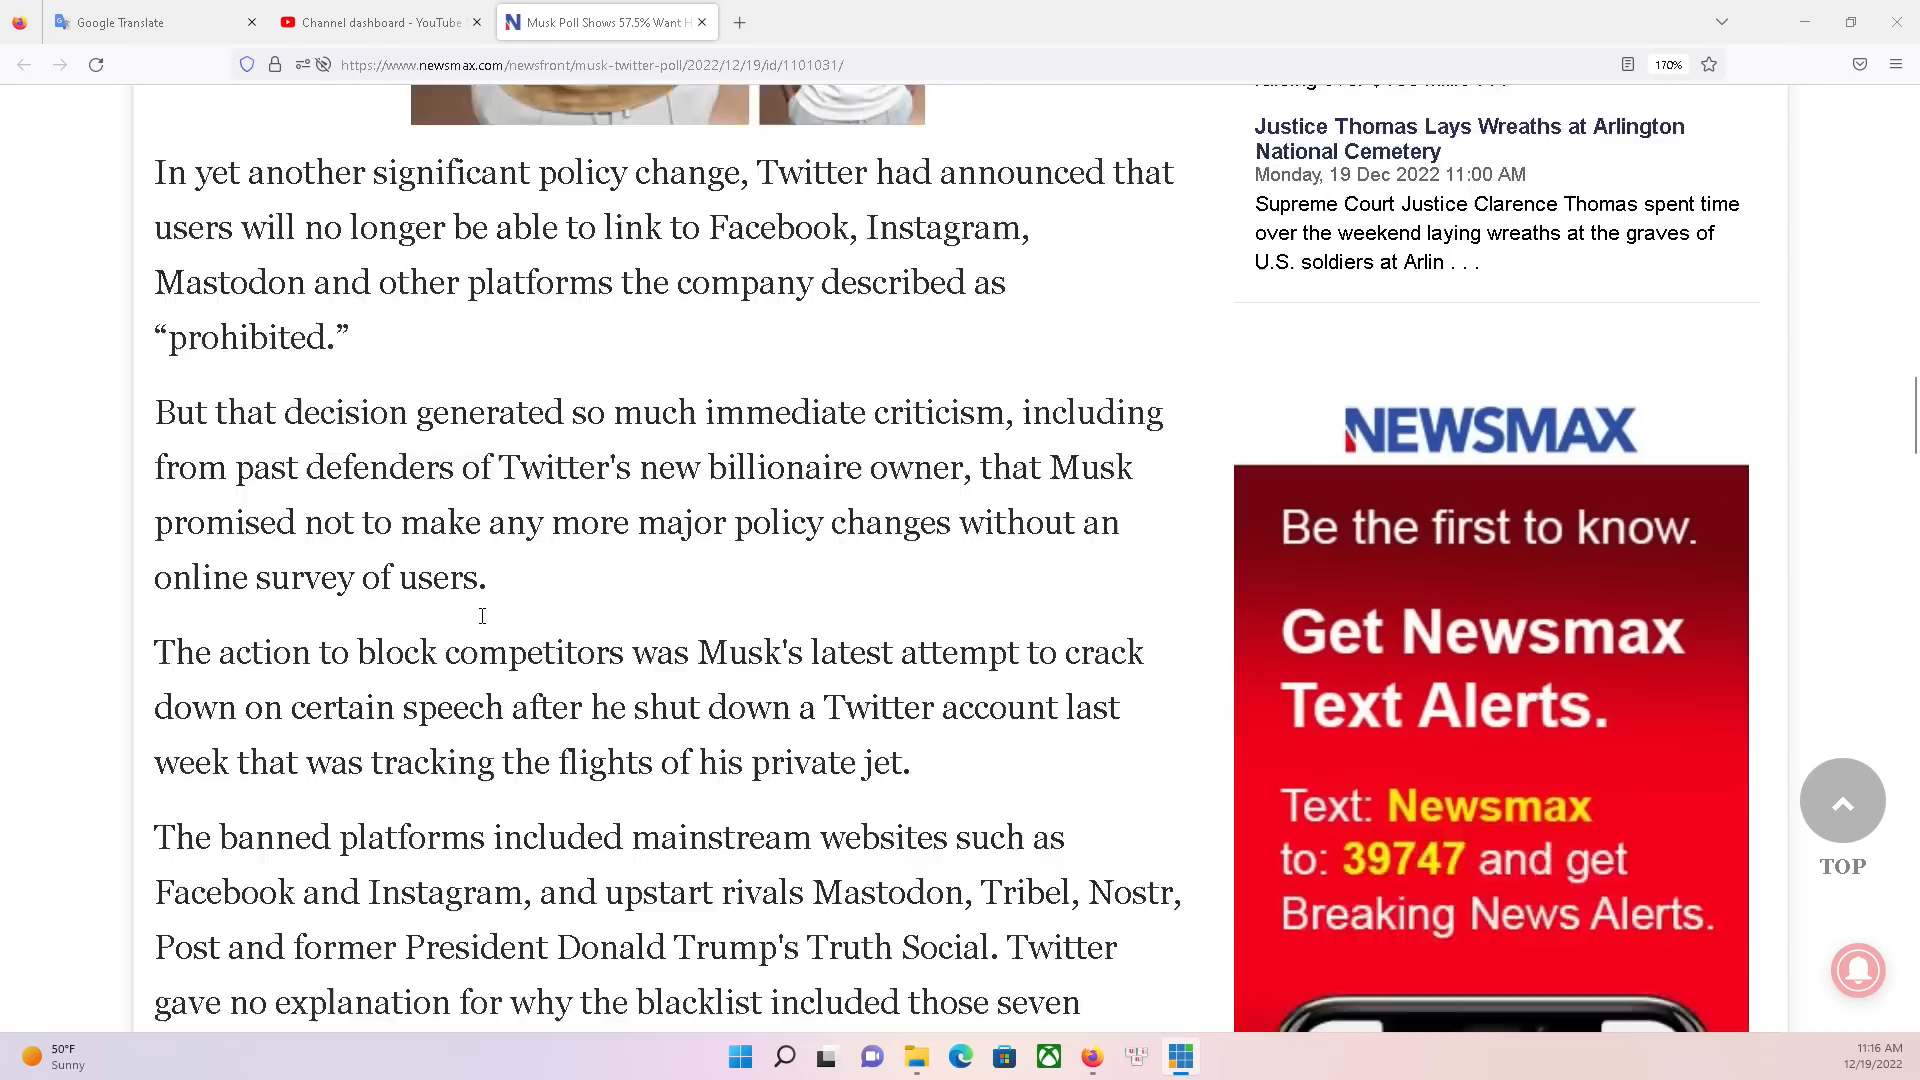 Google Translate
Channel dashboard - YouTube
Musk Poll Shows 57.5% Want H
https://www.newsmax.com/newsfront/musk-twitter-poll/2022/12/19/id/1101031/
170%
In yet another significant policy change, Twitter had announced that
users will no longer be able to link to Facebook, Instagram,
Mastodon and other platforms the company described as
“prohibited.”
But that decision generated so much immediate criticism, including
from past defenders of Twitter's new billionaire owner, that Musk
promised not to make any more major policy changes without an
online survey of users.
The action to block competitors was Musk's latest attempt to crack
down on certain speech after he shut down a Twitter account last
week that was tracking the flights of his private jet.
The banned platforms included mainstream websites such as
Facebook and Instagram, and upstart rivals Mastodon, Tribel, Nostr,
Post and former President Donald Trump's Truth Social. Twitter
gave no explanation for why the blacklist included those seven
Justice Thomas Lays Wreaths at Arlington
National Cemetery
Monday, 19 Dec 2022 11:00 AM
Supreme Court Justice Clarence Thomas spent time
over the weekend laying wreaths at the graves of
U.S. soldiers at Arlin . . .
NEWSMAX
Be the first to know.
Get Newsmax
Text Alerts.
Text: Newsmax
to: 39747 and get
Breaking News Alerts.
TOP
50°F
Sunny
11:16 AM
12/19/2022